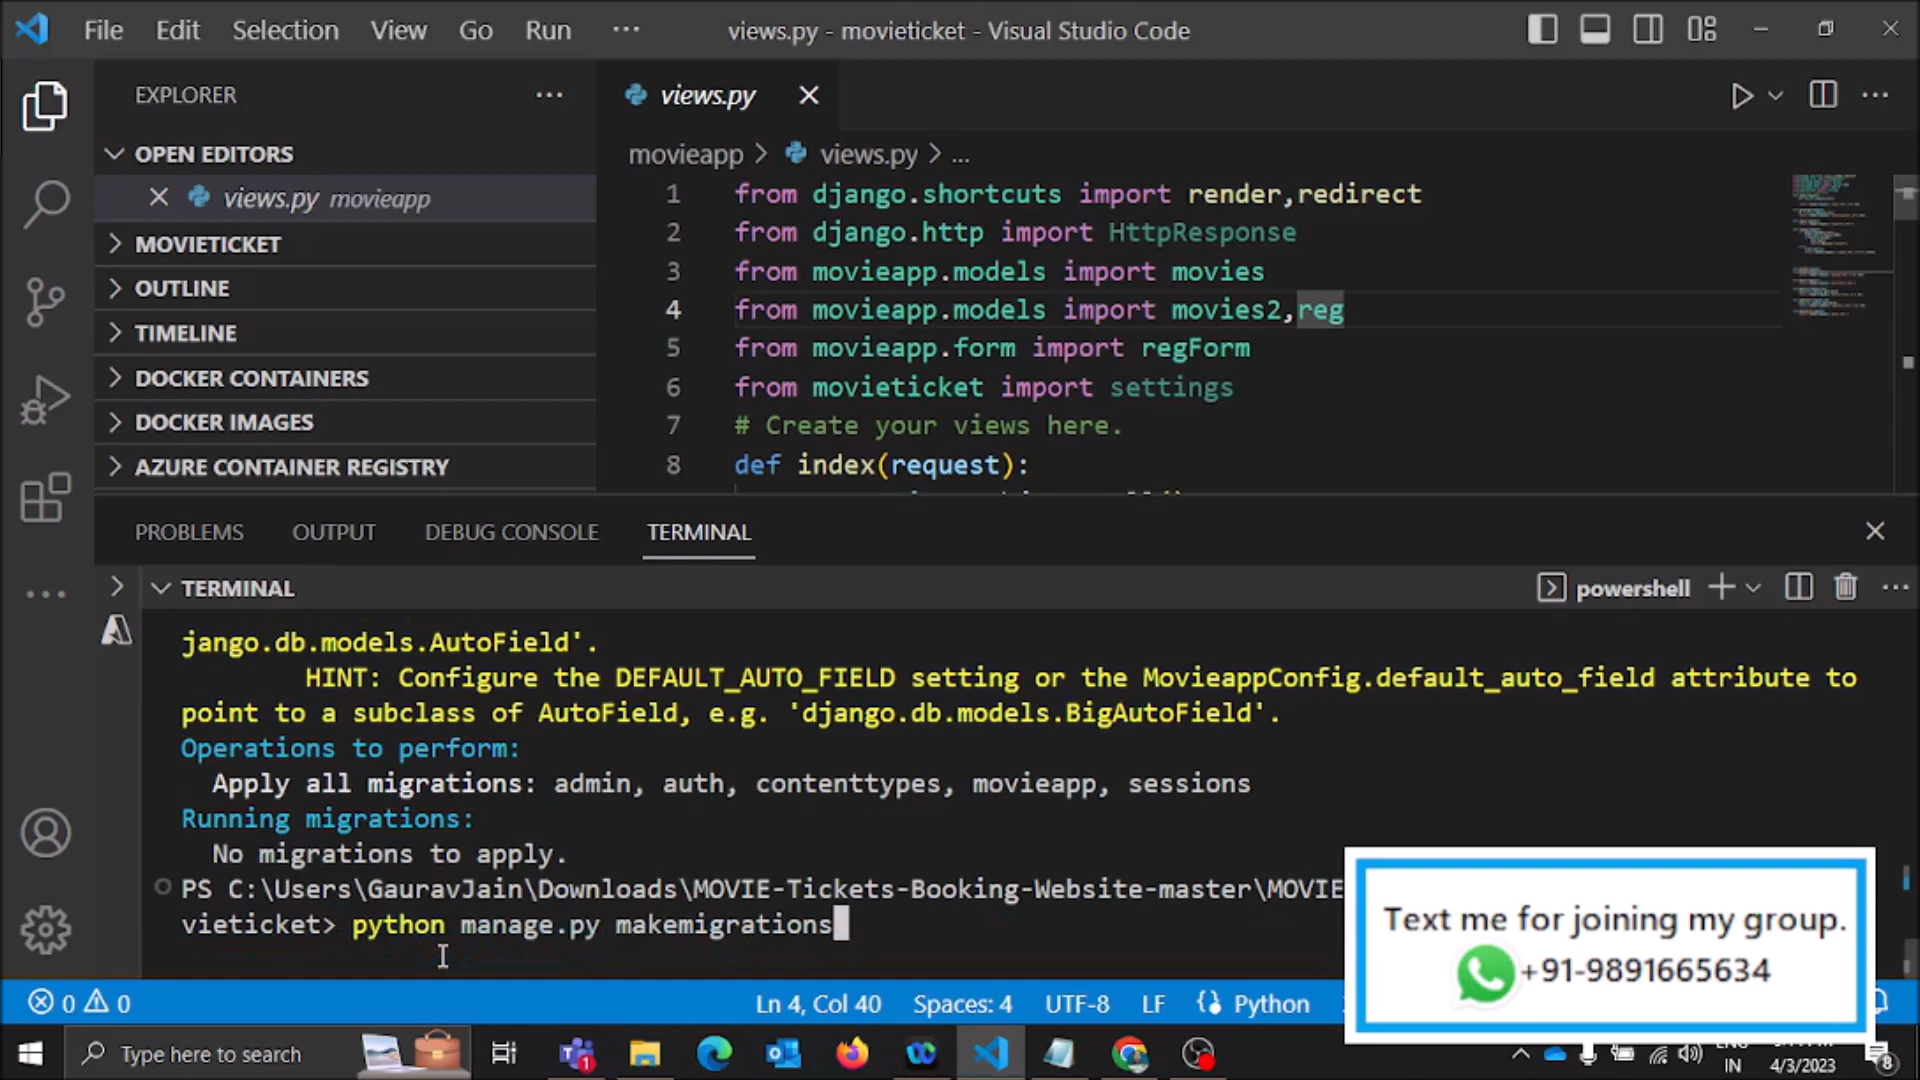 File Edit Selection View Go Run ··· views.py - movieticket - Visual Studio Code
EXPLORER ···
OPEN EDITORS
views.py movieapp
MOVIETICKET
OUTLINE
TIMELINE
DOCKER CONTAINERS
DOCKER IMAGES
AZURE CONTAINER REGISTRY
views.py
movieapp > views.py > ...
1 from django.shortcuts import render,redirect
2 from django.http import HttpResponse
3 from movieapp.models import movies
4 from movieapp.models import movies2,reg
5 from movieapp.form import regForm
6 from movieticket import settings
7 # Create your views here.
8 def index(request):
PROBLEMS OUTPUT DEBUG CONSOLE TERMINAL
TERMINAL powershell
jango.db.models.AutoField'.
HINT: Configure the DEFAULT_AUTO_FIELD setting or the MovieappConfig.default_auto_field attribute to
point to a subclass of AutoField, e.g. 'django.db.models.BigAutoField'.
Operations to perform:
Apply all migrations: admin, auth, contenttypes, movieapp, sessions
Running migrations:
No migrations to apply.
PS C:\Users\GauravJain\Downloads\MOVIE-Tickets-Booking-Website-master\MOVIE
vieticket> python manage.py makemigrations
Text me for joining my group.
+91-9891665634
0 0 Ln 4, Col 40 Spaces: 4 UTF-8 LF Python
Type here to search
1
IN
4/3/2023
8